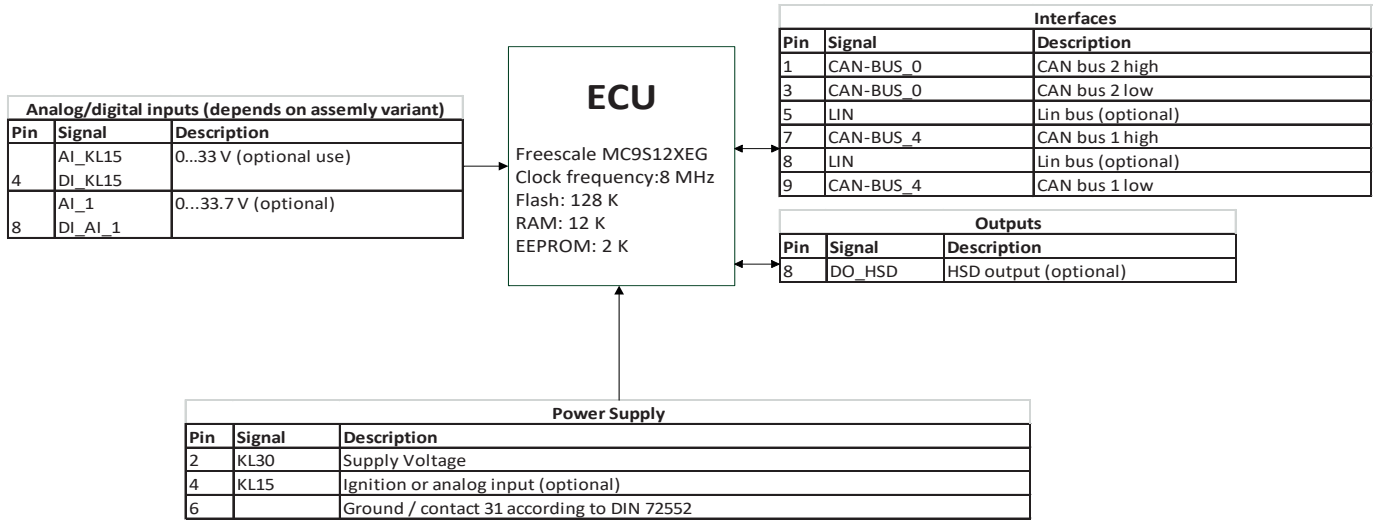 Interfaces
Pin Signal Description
1 CAN-BUS_0 CAN bus 2 high
3 CAN-BUS_0 CAN bus 2 low
5 LIN Lin bus (optional)
7 CAN-BUS_4 CAN bus 1 high
8 LIN Lin bus (optional)
9 CAN-BUS_4 CAN bus 1 low
ECU
Freescale MC9S12XEG
Clock frequency:8 MHz
Flash: 128 K
RAM: 12 K
EEPROM: 2 K
Analog/digital inputs (depends on assemly variant)
Pin Signal Description
AI_KL15 0...33 V (optional use)
4 DI_KL15
AI_1 0...33.7 V (optional)
8 DI_AI_1
Outputs
Pin Signal Description
8 DO_HSD HSD output (optional)
Power Supply
Pin Signal Description
2 KL30 Supply Voltage
4 KL15 Ignition or analog input (optional)
6 Ground / contact 31 according to DIN 72552